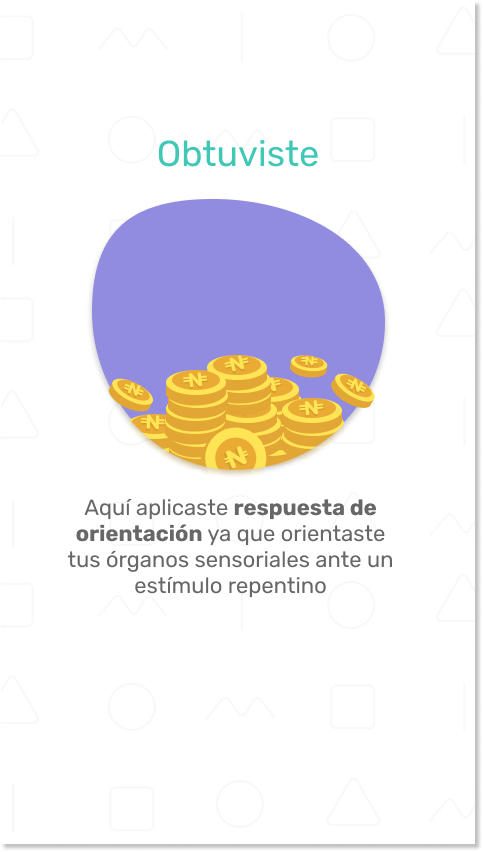 Obtuviste
Aquí aplicaste respuesta de
orientación ya que orientaste
tus órganos sensoriales ante un
estímulo repentino